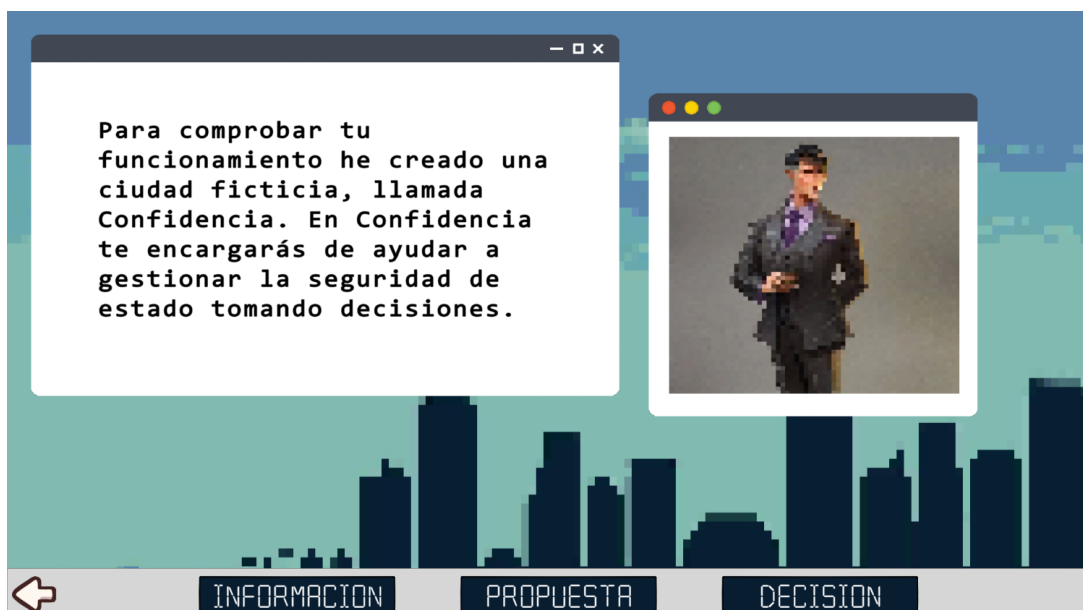 Para comprobar tu
funcionamiento he creado una
ciudad ficticia, llamada
Confidencia. En Confidencia
te encargarás de ayudar a
gestionar la seguridad de
estado tomando decisiones.
INFORMACION
PROPUESTA
DECISION